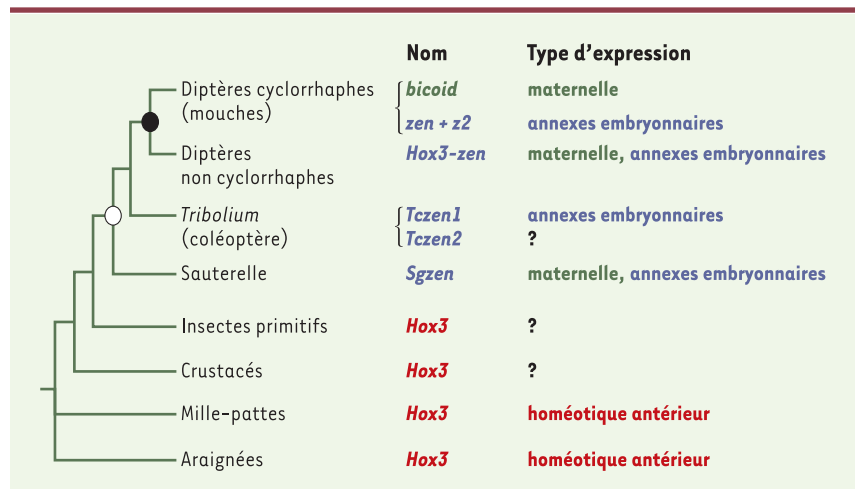 Nom Type d’expression
Diptères cyclorrhaphes bicoid maternelle
(mouches)
zen + z2 annexes embryonnaires
Diptères Hox3-zen maternelle, annexes embryonnaires
non cyclorrhaphes
Tribolium Tczen1 annexes embryonnaires
(coléoptère) Tczen2 ?
Sauterelle Sgzen maternelle, annexes embryonnaires
Insectes primitifs Hox3 ?
Crustacés Hox3 ?
Mille-pattes Hox3 homéotique antérieur
Araignées Hox3 homéotique antérieur